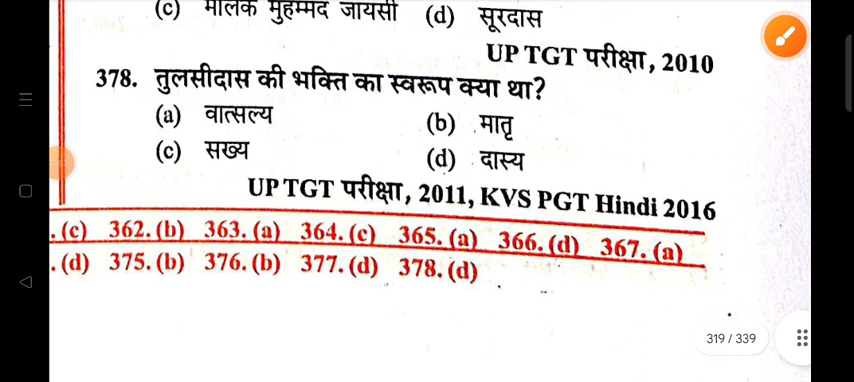 (c) मलिक मुहम्मद जायसी (d) सूरदास
UP TGT परीक्षा, 2010
378. तुलसीदास की भक्ति का स्वरूप क्या था?
(a) वात्सल्य (b) मातृ
(c) सख्य (d) दास्य
UP TGT परीक्षा, 2011, KVS PGT Hindi 2016
. (c) 362. (b) 363. (a) 364. (c) 365. (a) 366. (d) 367. (a)
. (d) 375. (b) 376. (b) 377. (d) 378. (d)
319 / 339